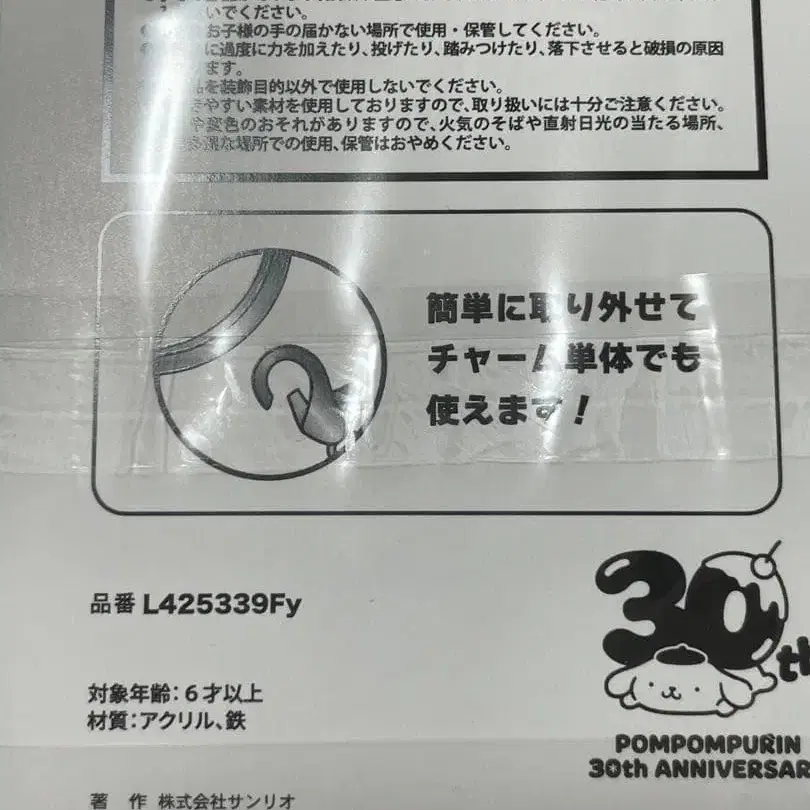 いでください。
お子様の手の届かない場所で使用・保管してください。
に過度に力を加えたり、投げたり、踏みつけたり、落下させると破損の原因
ます。
を装飾目的以外で使用しないでください。
やすい素材を使用しておりますので、取り扱いには十分ご注意ください。
や変色のおそれがありますので、火気のそばや直射日光の当たる場所、
な場所での使用、保管はおやめください。
簡単に取り外せて
チャーム単体でも
使えます!
品番 L425339Fy
対象年齢:6才以上
材質:アクリル、鉄
30th
POMPOMPURIN
30th ANNIVERSAR
著 作 株式会社サンリオ